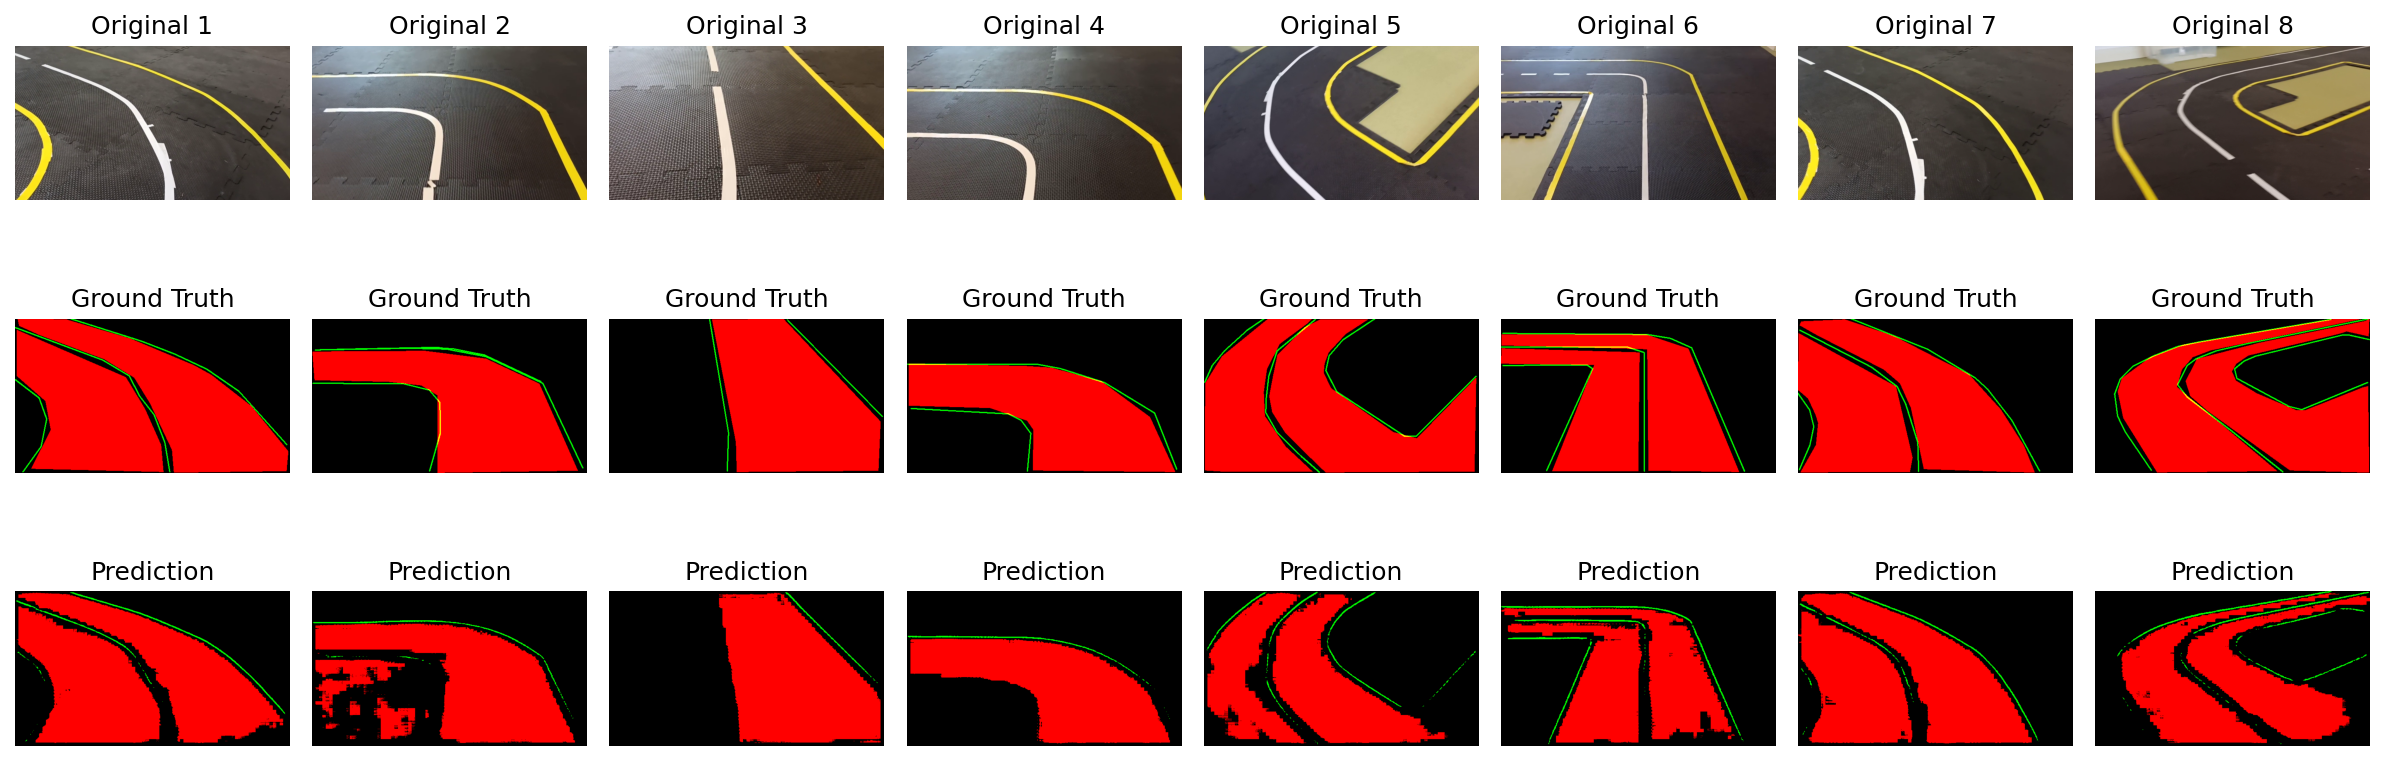 Original 1
Original 2
Original 3
Original 4
Original 5
Original 6
Original 7
Original 8
Ground Truth
Ground Truth
Ground Truth
Ground Truth
Ground Truth
Ground Truth
Ground Truth
Ground Truth
Prediction
Prediction
Prediction
Prediction
Prediction
Prediction
Prediction
Prediction